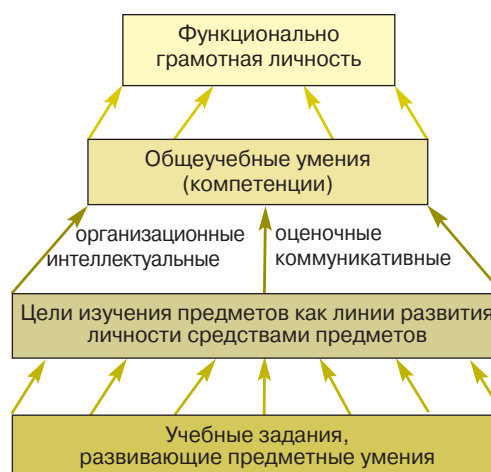 Функционально
грамотная личность
Общеучебные умения
(компетенции)
организационные
интеллектуальные
оценочные
коммуникативные
Цели изучения предметов как линии развития
личности средствами предметов
Учебные задания,
развивающие предметные умения